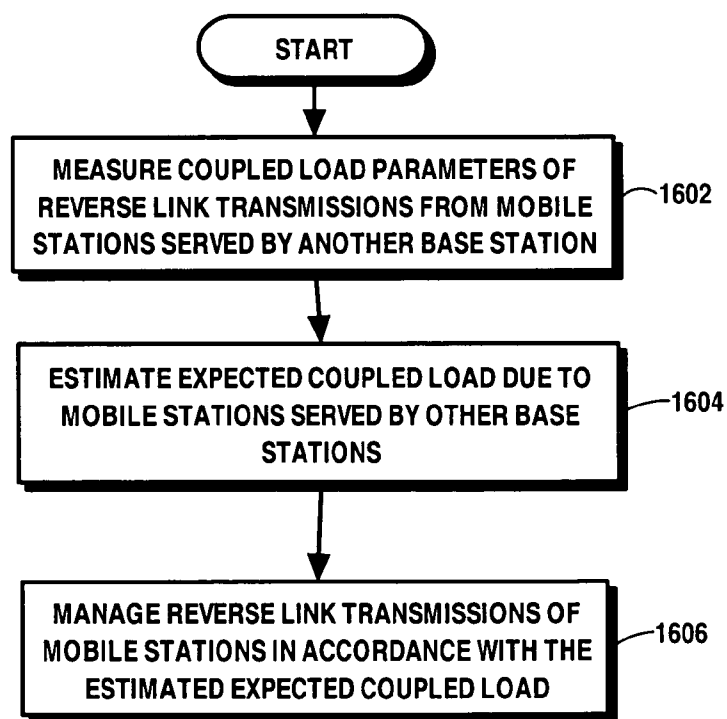 START
MEASURE COUPLED LOAD PARAMETERS OF
REVERSE LINK TRANSMISSIONS FROM MOBILE
STATIONS SERVED BY ANOTHER BASE STATION
1602
ESTIMATE EXPECTED COUPLED LOAD DUE TO
MOBILE STATIONS SERVED BY OTHER BASE
STATIONS
1604
MANAGE REVERSE LINK TRANSMISSIONS OF
MOBILE STATIONS IN ACCORDANCE WITH THE
ESTIMATED EXPECTED COUPLED LOAD
1606